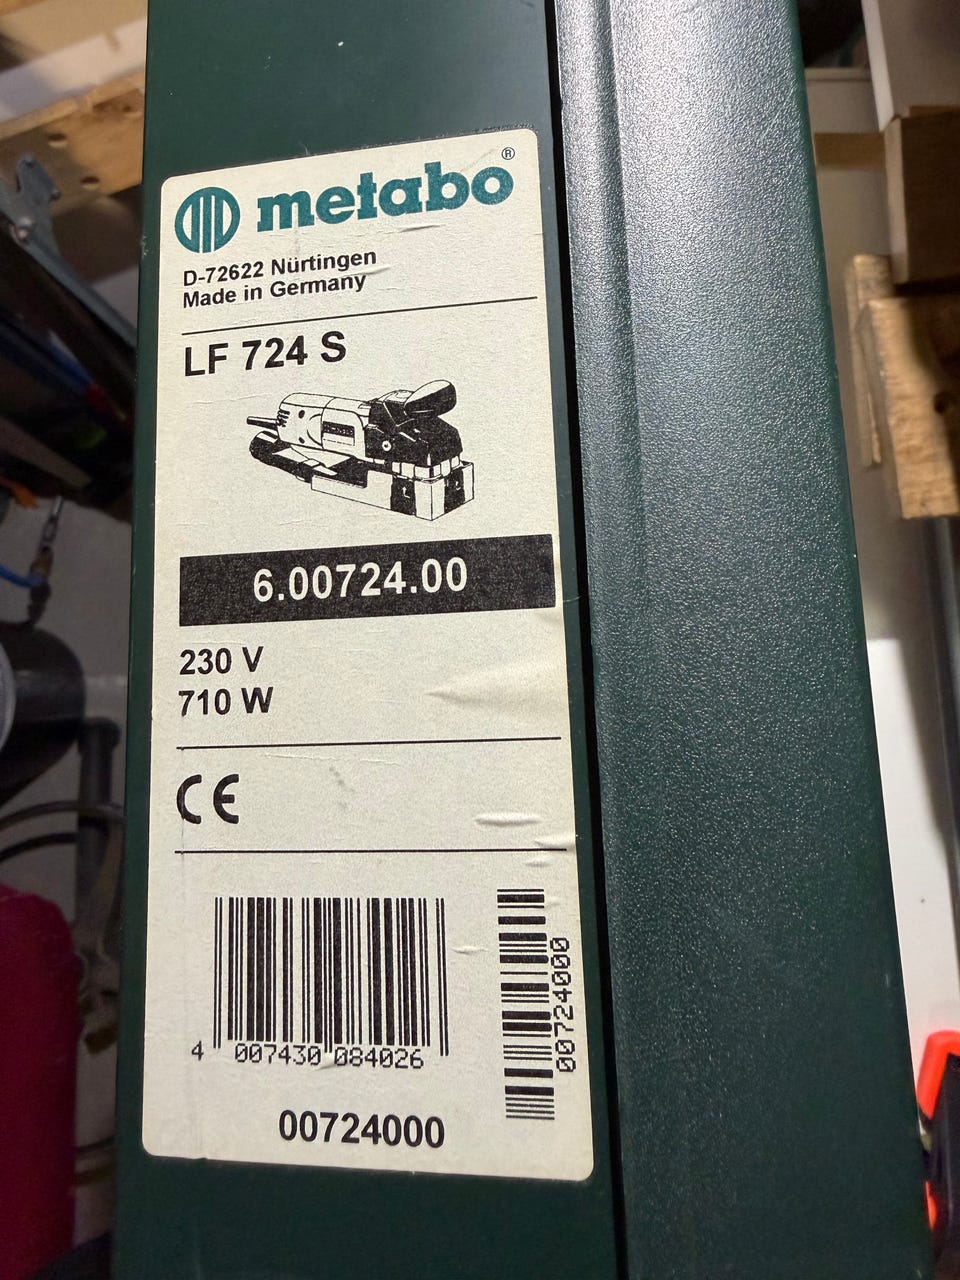 metabo®
D-72622 Nürtingen
Made in Germany
LF 724 S
6.00724.00
230 V
710 W
CE
4 007430 084026
00724000
00724000